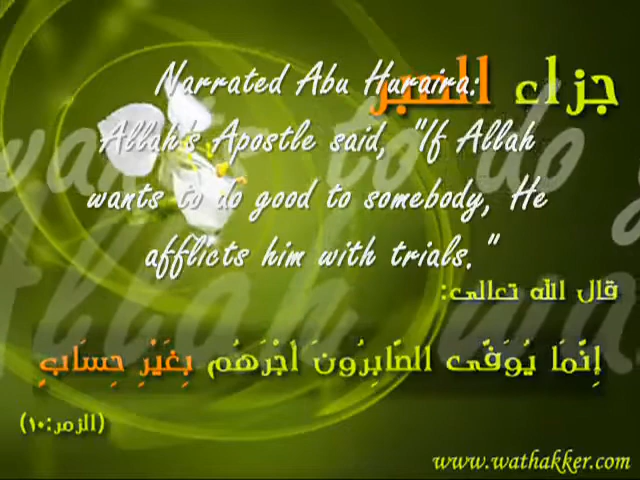 جزاء الصبر
Narrated Abu Huraira:
Allah's Apostle said, "If Allah
wants to do good to somebody, He
afflicts him with trials."
قال الله تعالى:
إِنَّمَا يُوَفَّى الصَّابِرُونَ أَجْرَهُم بِغَيْرِ حِسَابٍ
(الزمر:١٠)
www.wathakker.com